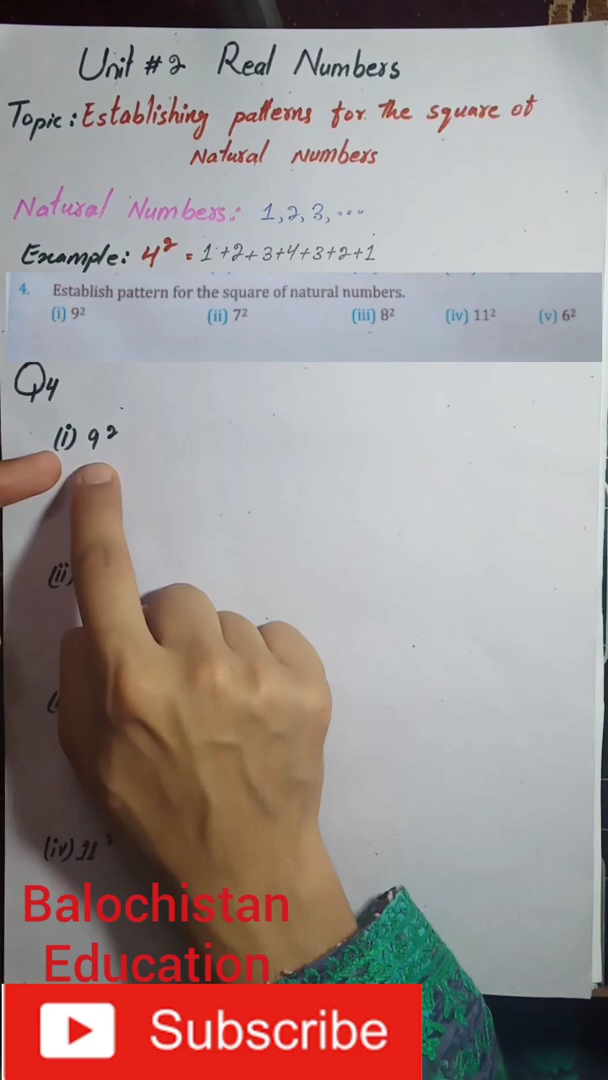 Unit # 2 Real Numbers
Topic: Establishing patterns for the square of
Natural Numbers
Natural Numbers: 1, 2, 3, ...
Example: 4² = 1+2+3+4+3+2+1
4. Establish pattern for the square of natural numbers.
(i) 9² (ii) 7² (iii) 8² (iv) 11² (v) 6²
Q4
(i) 9²
(ii)
(iv) 11²
Balochistan
Education
Subscribe